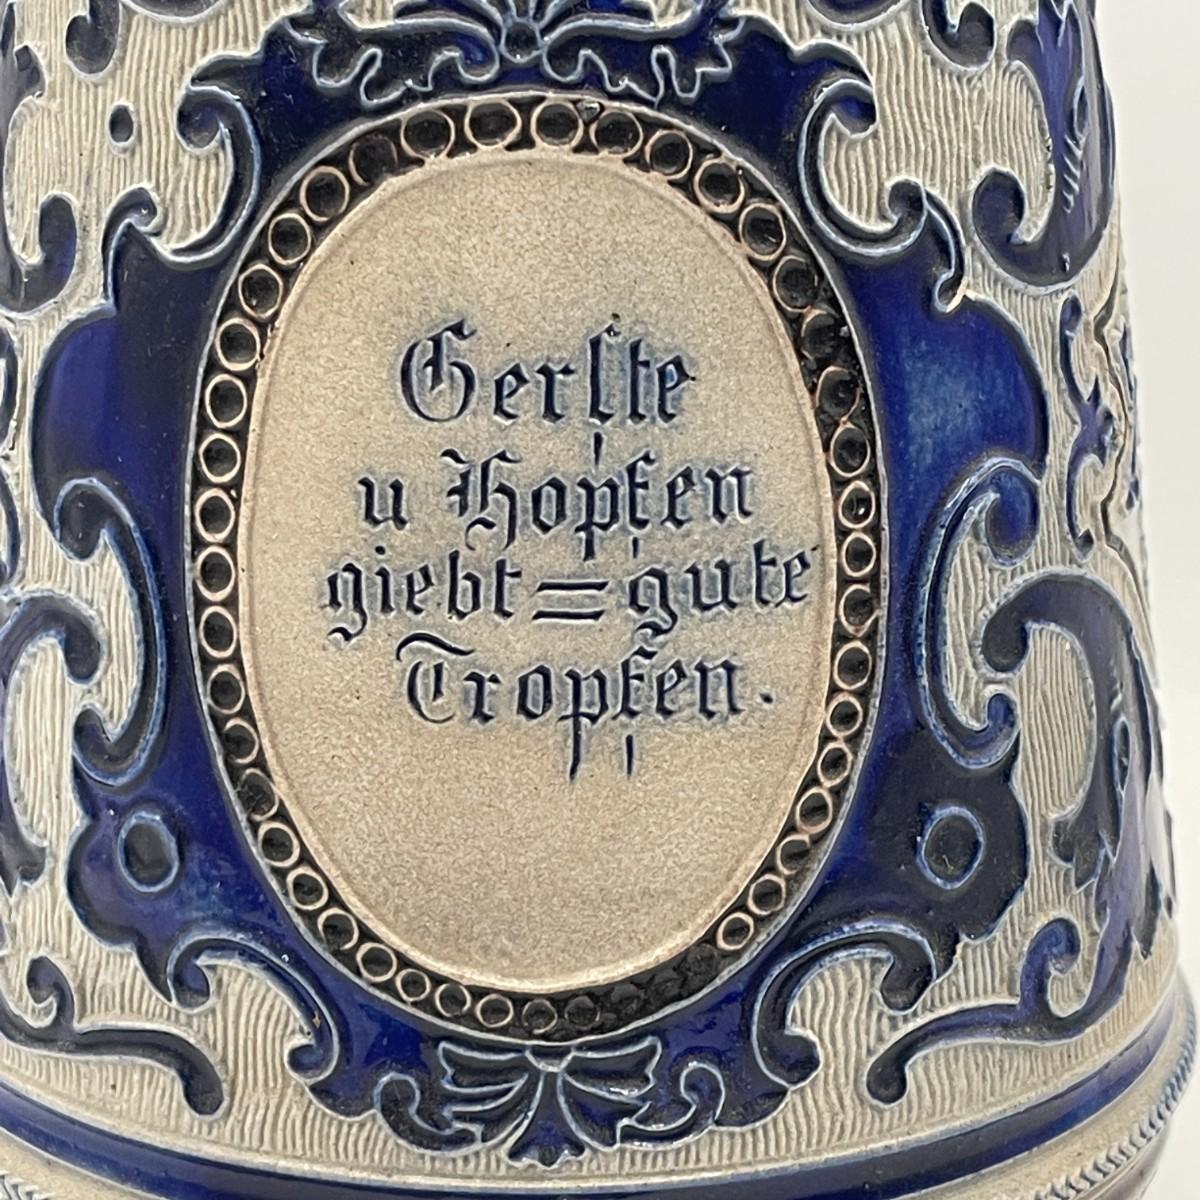 Gerste
u Hopfen
giebt = gute
Tropfen.